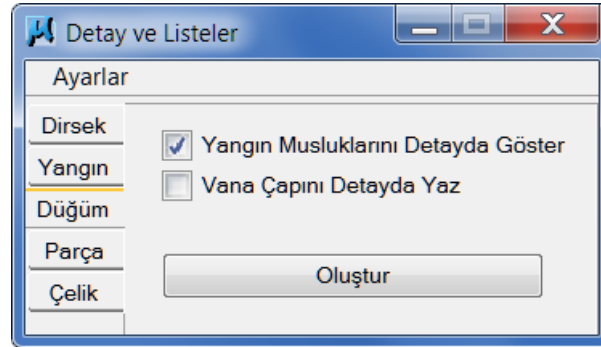 Detay ve Listeler
Ayarlar
Dirsek
Yangın
Düğüm
Parça
Çelik
Yangın Musluklarını Detayda Göster
Vana Çapını Detayda Yaz
Oluştur